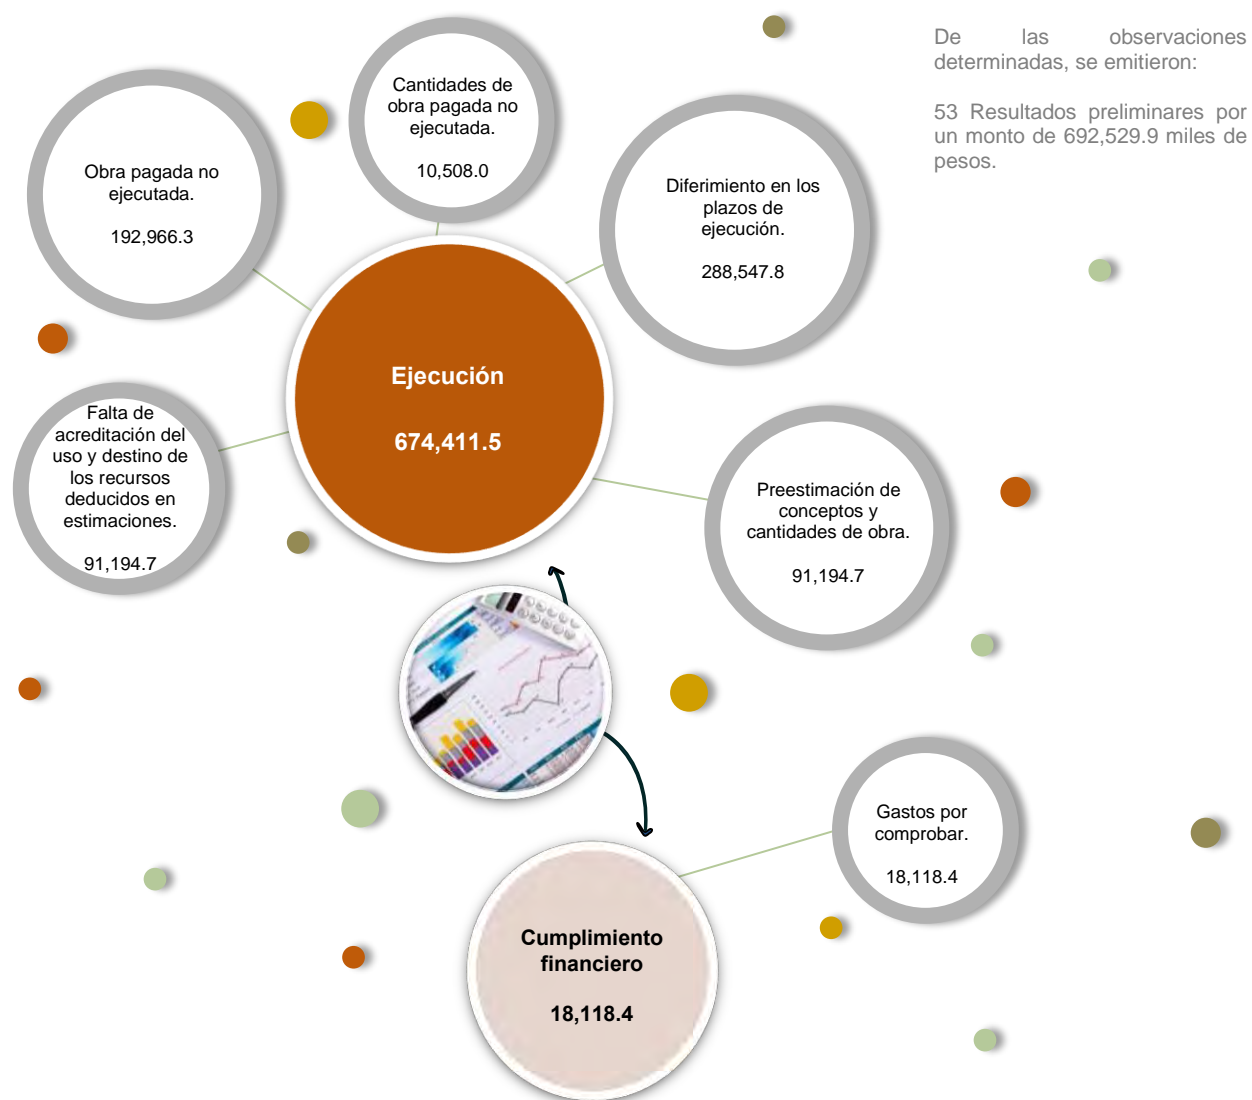 De las observaciones
determinadas, se emitieron:
53 Resultados preliminares por
un monto de 692,529.9 miles de
pesos.
Cantidades de
obra pagada no
ejecutada.
10,508.0
Obra pagada no
ejecutada.
192,966.3
Diferimiento en los
plazos de
ejecución.
288,547.8
Ejecución
674,411.5
Falta de
acreditación del
uso y destino de
los recursos
deducidos en
estimaciones.
91,194.7
Preestimación de
conceptos y
cantidades de obra.
91,194.7
Gastos por
comprobar.
18,118.4
Cumplimiento
financiero
18,118.4